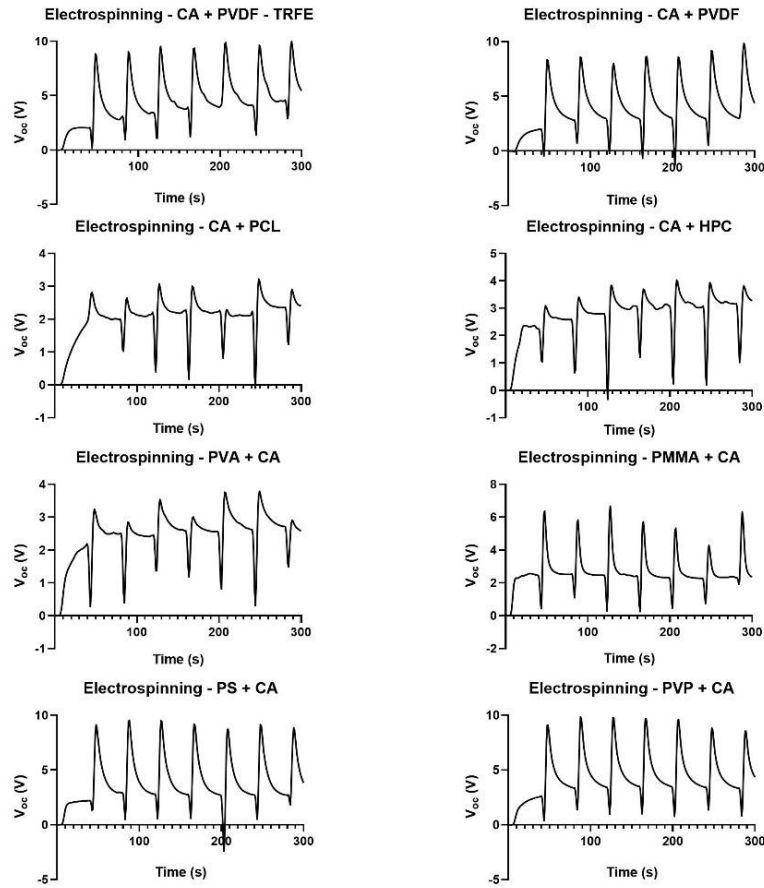 Electrospinning - CA + PVDF - TRFE
10
5
0
-5
Voc (V)
100
200
300
Time (s)
Electrospinning - CA + PVDF
10
5
0
-5
Voc (V)
100
200
300
Time (s)
Electrospinning - CA + PCL
4
3
2
1
0
-1
Voc (V)
100
200
300
Time (s)
Electrospinning - CA + HPC
5
4
3
2
1
0
-1
Voc (V)
100
200
300
Time (s)
Electrospinning - PVA + CA
4
3
2
1
0
-1
Voc (V)
100
200
300
Time (s)
Electrospinning - PMMA + CA
8
6
4
2
0
-2
Voc (V)
100
200
300
Time (s)
Electrospinning - PS + CA
10
5
0
-5
Voc (V)
100
200
300
Time (s)
Electrospinning - PVP + CA
10
5
0
-5
Voc (V)
100
200
300
Time (s)